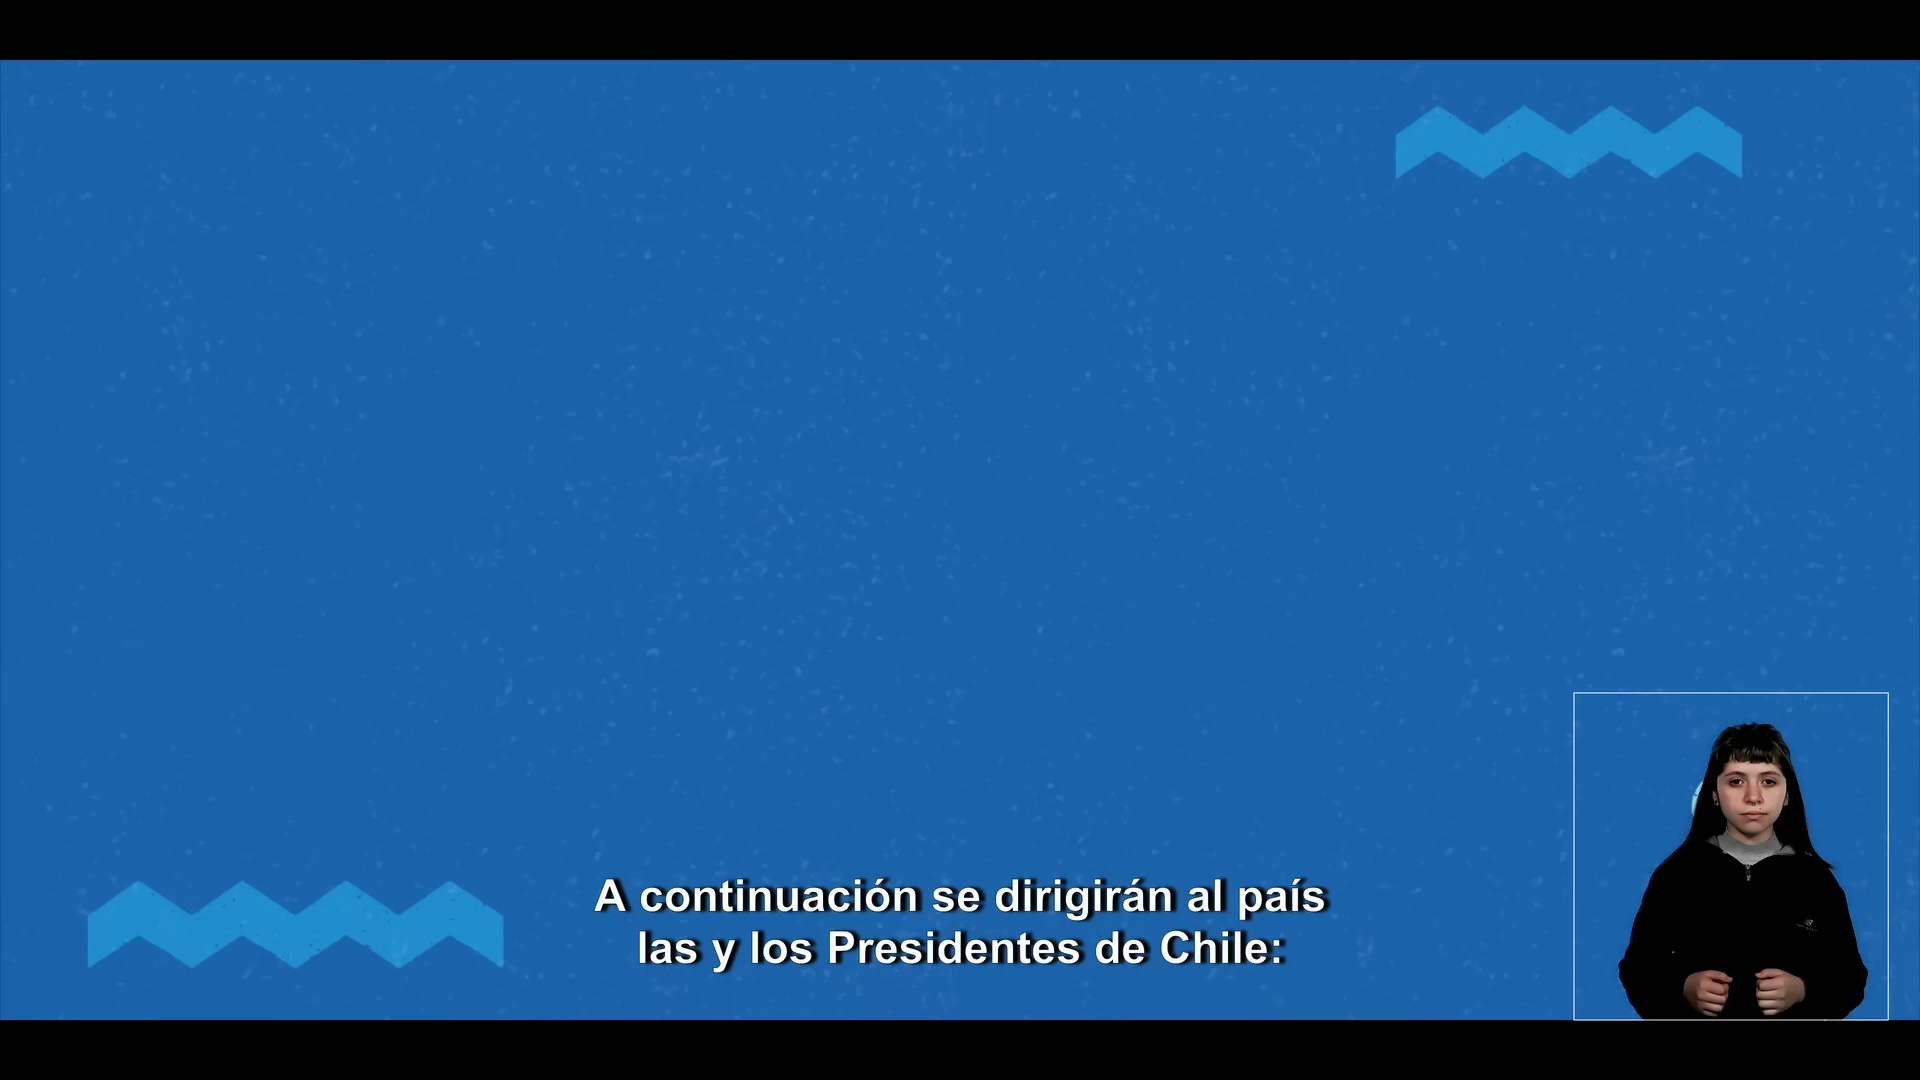 A continuación se dirigirán al país
las y los Presidentes de Chile: